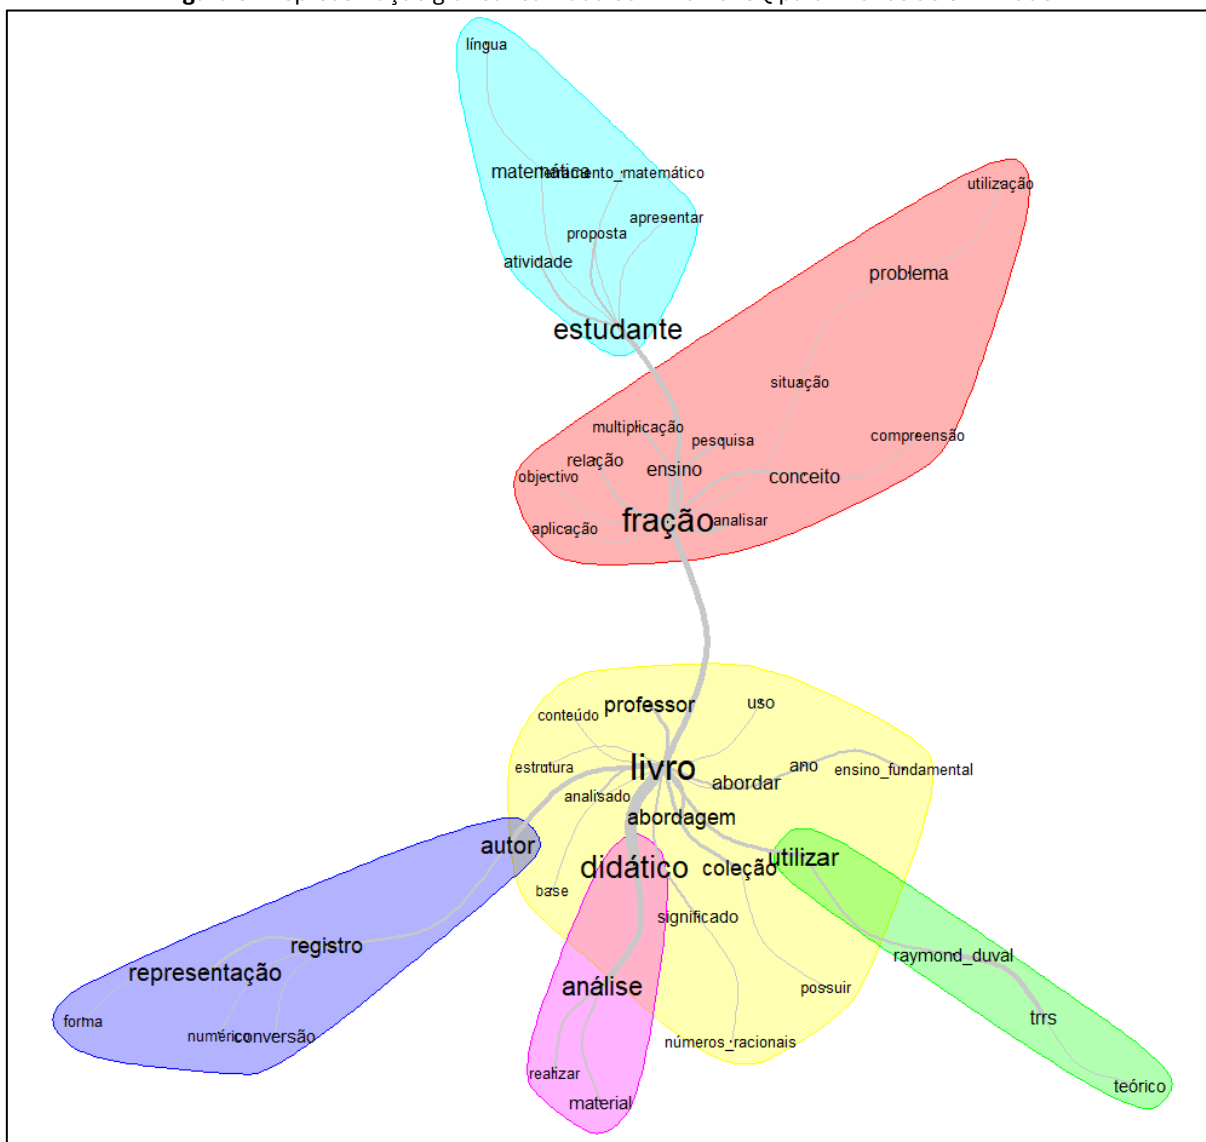 língua
matemática
apresentar
proposta
atividade
estudante
utilização
problema
situação
multiplicação
pesquisa
compreensão
relação
ensino
objectivo
conceito
fração
analisar
aplicação
professor
uso
conteúdo
livro
ano
ensino_fundamental
estrutura
abordar
analisado
abordagem
autor
utilizar
didático
coleção
base
significado
registro
raymond_duval
representação
análise
possuir
forma
trrs
numérico
conversão
números_racionais
realizar
teórico
material